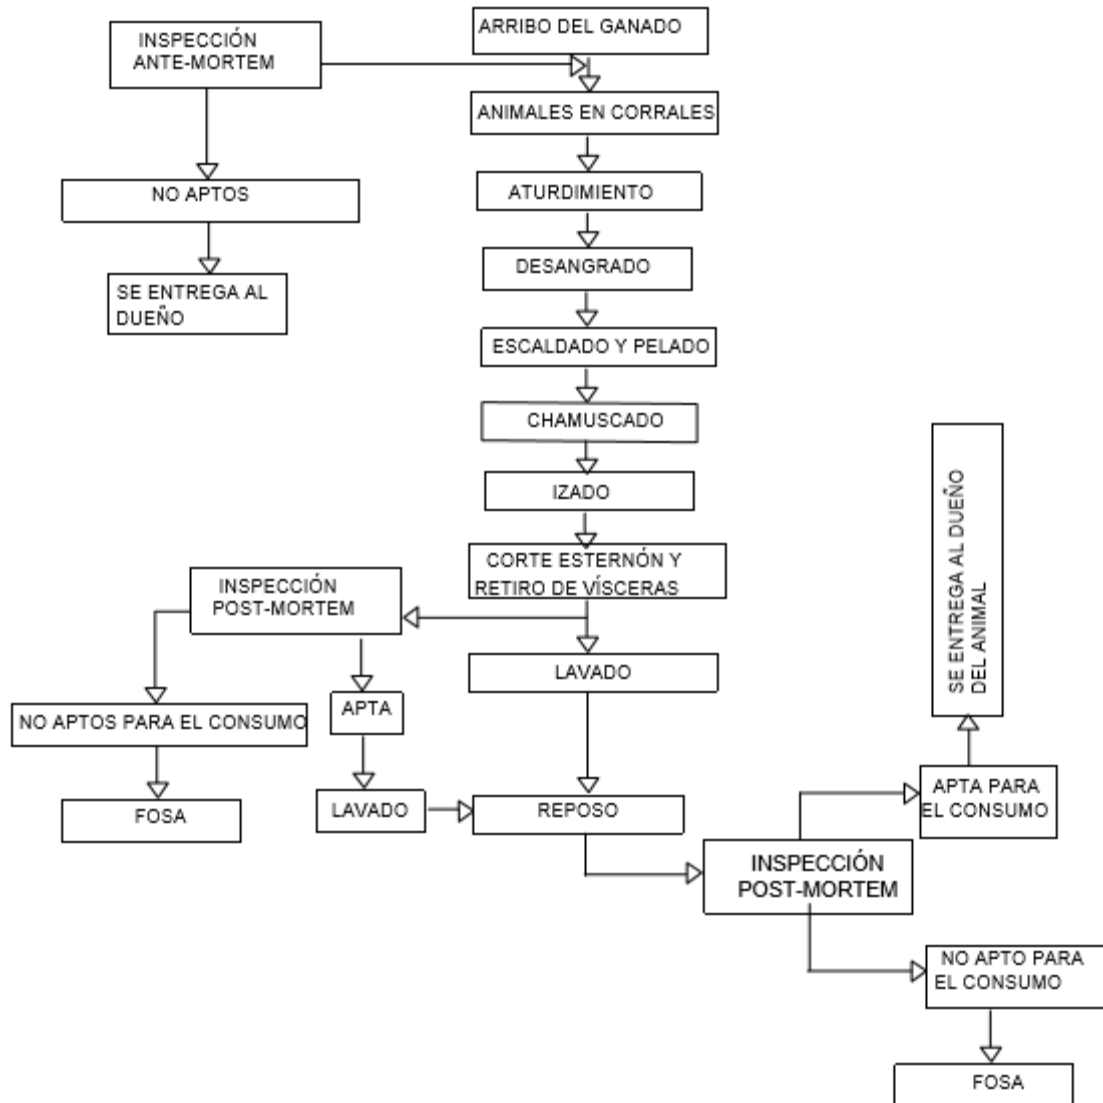 ARRIBO DEL GANADO
INSPECCIÓN
ANTE-MORTEM
ANIMALES EN CORRALES
NO APTOS
ATURDIMIENTO
SE ENTREGA AL
DUEÑO
DESANGRADO
ESCALDADO Y PELADO
CHAMUSCADO
IZADO
CORTE ESTERNÓN Y
RETIRO DE VÍSCERAS
INSPECCIÓN
POST-MORTEM
LAVADO
NO APTOS PARA EL CONSUMO
APTA
FOSA
LAVADO
REPOSO
INSPECCIÓN
POST-MORTEM
APTA PARA
EL CONSUMO
SE ENTREGA AL DUEÑO
DEL ANIMAL
NO APTO PARA
EL CONSUMO
FOSA